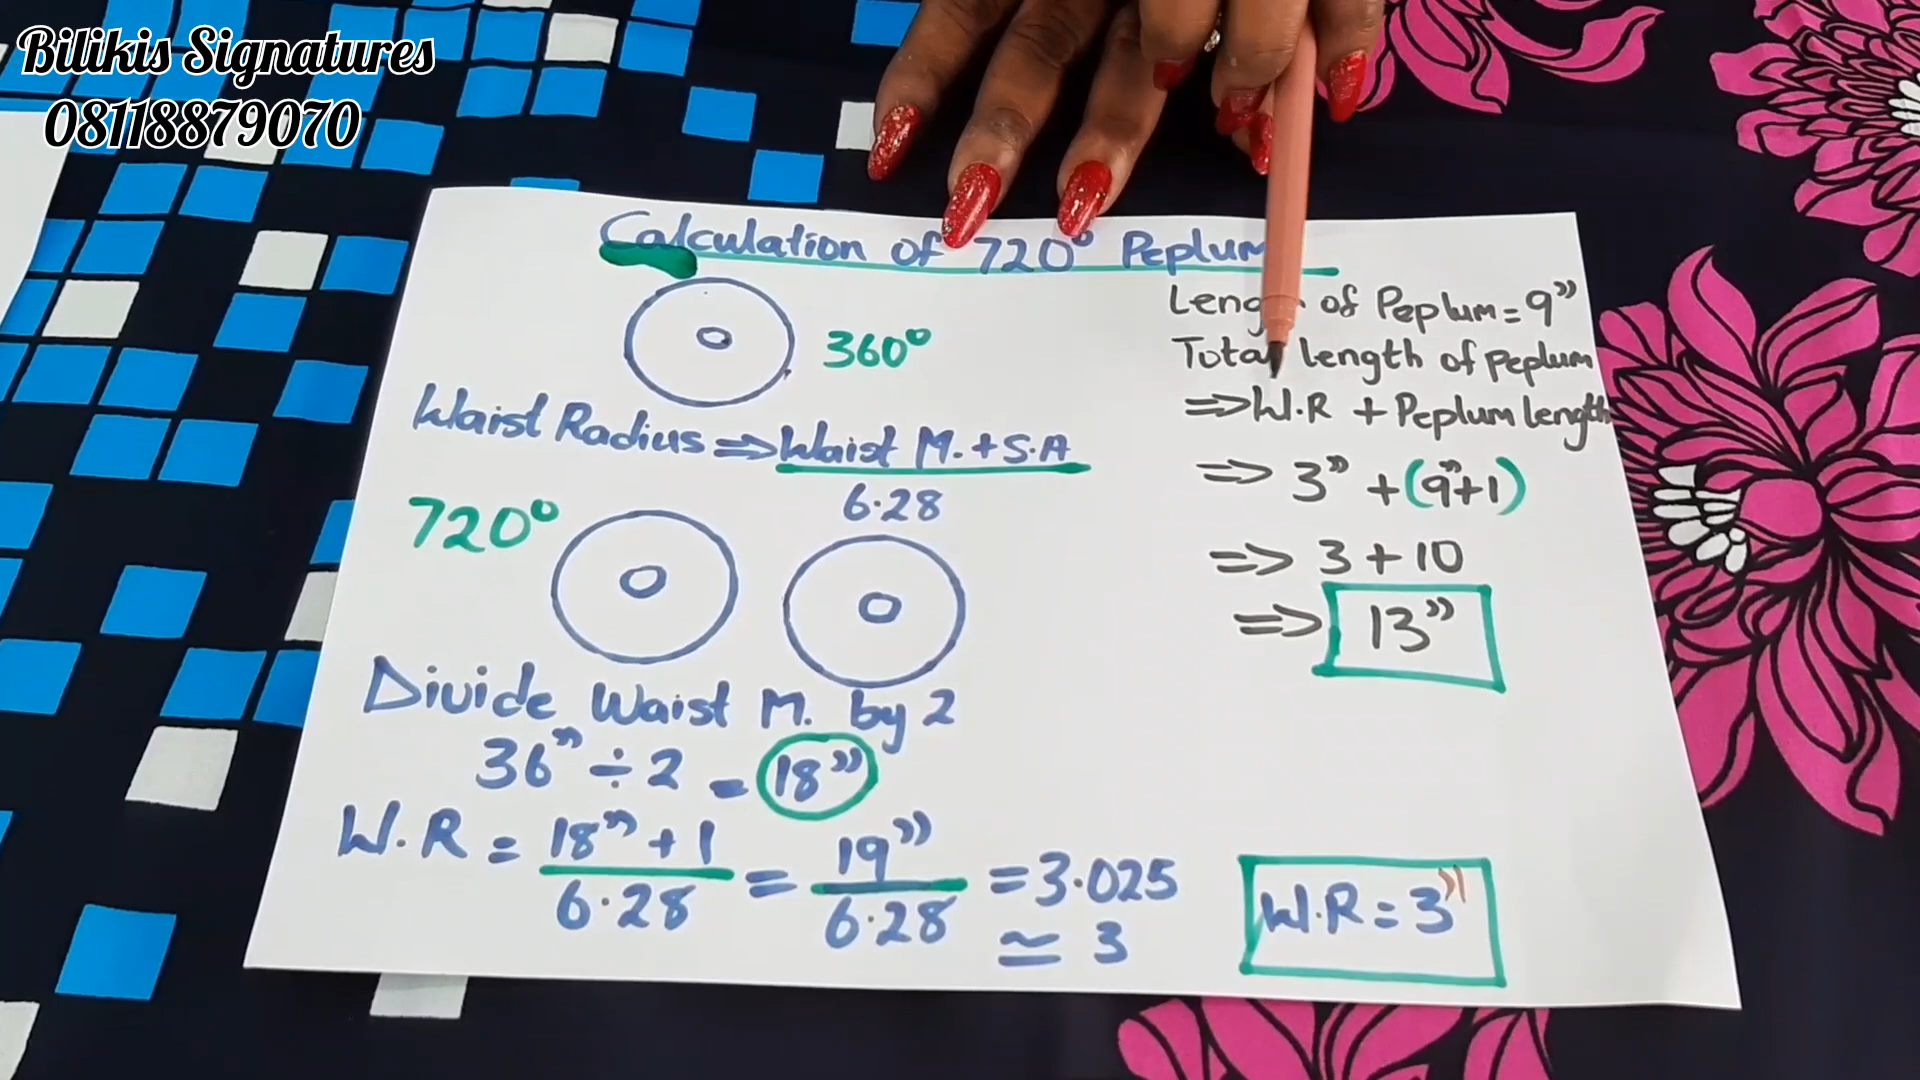 Bilikis Signatures
08118879070
Calculation of 720° Peplum
360°
Waist Radius ⇒ Waist M. + S.A
6.28
720°
Divide Waist M. by 2
36" ÷ 2 = 18"
W.R = 18" + 1 = 19" = 3.025
6.28 6.28 ≃ 3
Length of Peplum = 9"
Total length of peplum
⇒ W.R + Peplum length
⇒ 3" + (9"+1)
⇒ 3 + 10
⇒ 13"
W.R = 3"